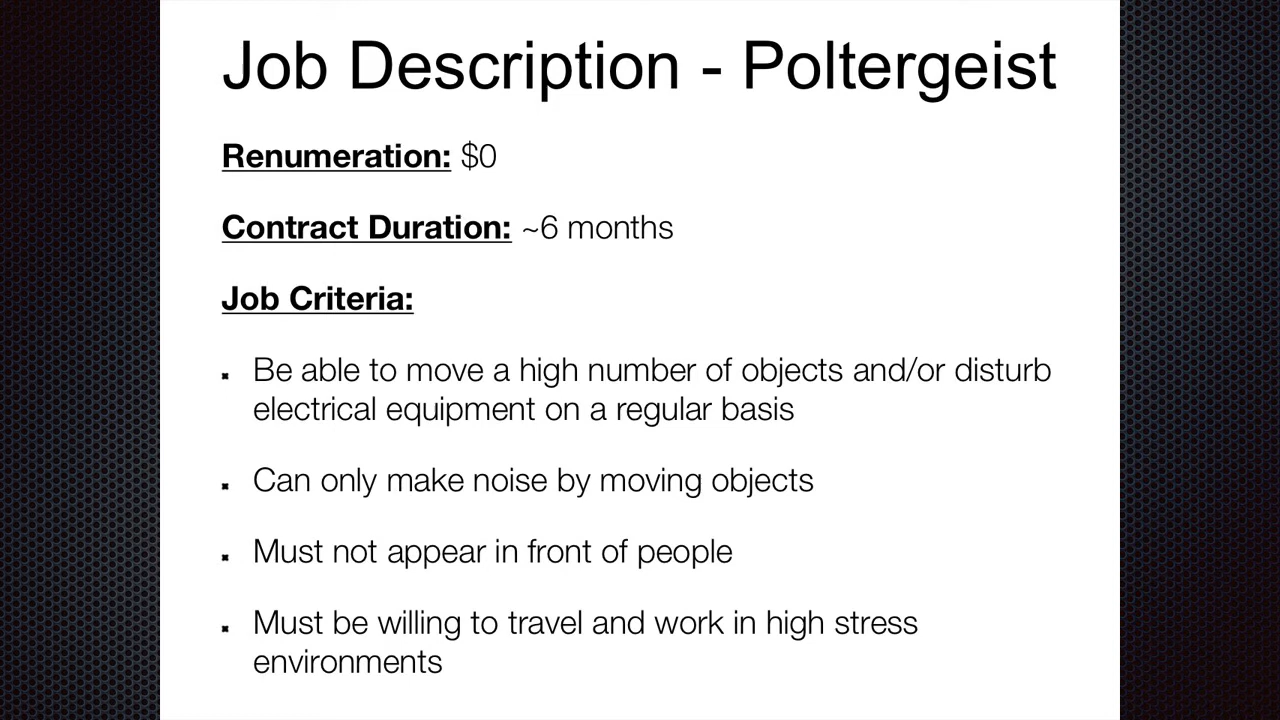 Job Description - Poltergeist
Renumeration: $0
Contract Duration: ~6 months
Job Criteria:
Be able to move a high number of objects and/or disturb
electrical equipment on a regular basis
Can only make noise by moving objects
Must not appear in front of people
Must be willing to travel and work in high stress
environments